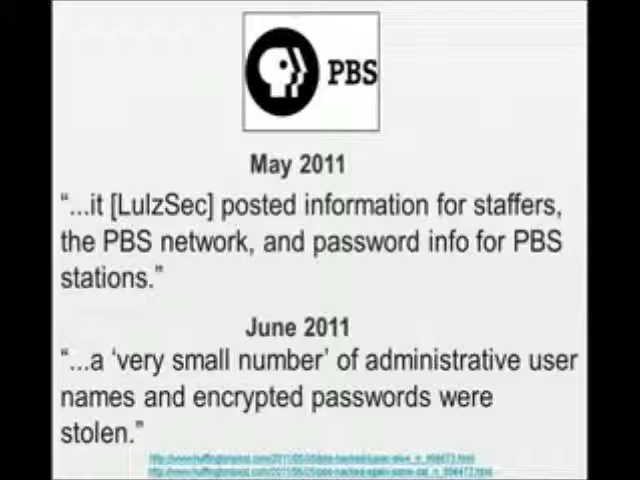 PBS
May 2011
“...it [LulzSec] posted information for staffers,
the PBS network, and password info for PBS
stations.”
June 2011
“...a ‘very small number’ of administrative user
names and encrypted passwords were
stolen.”